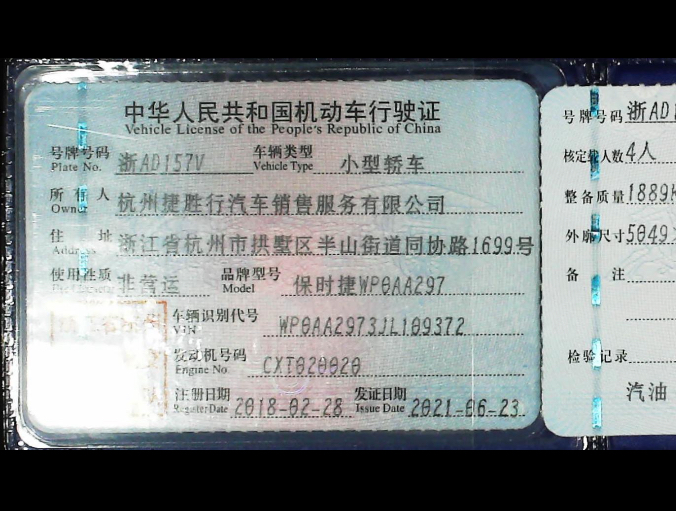 中华人民共和国机动车行驶证
Vehicle License of the People's Republic of China
号牌号码 浙AD157V 车辆类型 小型轿车
Plate No. Vehicle Type
所有人 杭州捷胜行汽车销售服务有限公司
Owner
住址 浙江省杭州市拱墅区半山街道同协路1699号
Address
使用性质 非营运 品牌型号 保时捷WP0AA297
Model
车辆识别代号 WP0AA2973JL109372
VIN
发动机号码 CXT020020
Engine No
注册日期 2018-02-28 发证日期 2021-06-23
Register Date Issue Date
号牌号码 浙AD1
核定载人数 4人
整备质量 1889K
外廓尺寸 5049
备注
检验记录
汽油